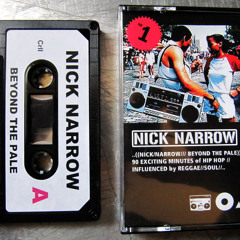 Crii
NICK NARROW
BEYOND THE PALE
A
1
NICK NARROW
..((NICK/NARROW/// BEYOND THE PALE((
90 EXCITING MINUTES of HIP HOP //
INFLUENCED by REGGAE//SOUL//..